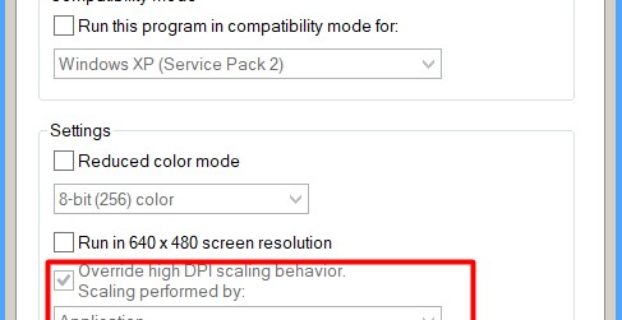 Compatibility mode
Run this program in compatibility mode for:
Windows XP (Service Pack 2)
Settings
Reduced color mode
8-bit (256) color
Run in 640 x 480 screen resolution
Override high DPI scaling behavior.
Scaling performed by:
Application